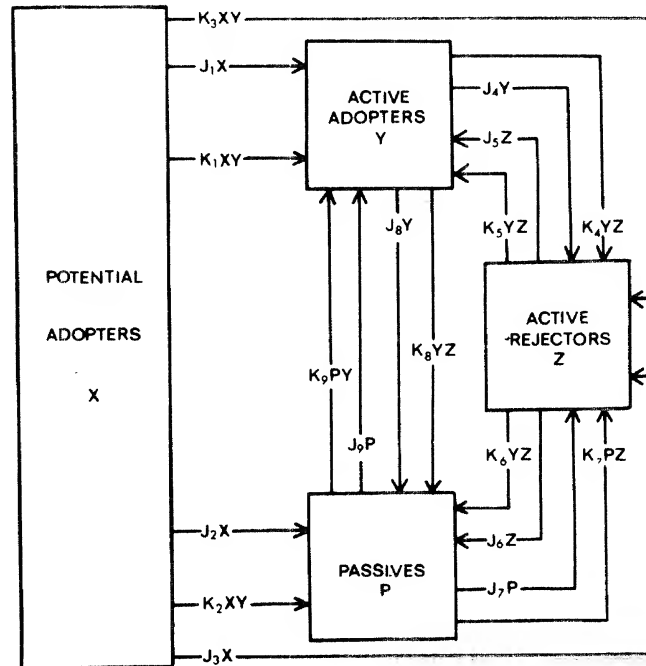 K₃XY
J₁X
K₁XY
ACTIVE
ADOPTERS
Y
J₄Y
J₅Z
K₅YZ
K₄YZ
POTENTIAL
ADOPTERS
X
J₈Y
K₈YZ
K₉PY
J₉P
ACTIVE
REJECTORS
Z
K₆YZ
K₇PZ
J₂X
K₂XY
J₃X
PASSIVES
P
J₆Z
J₇P